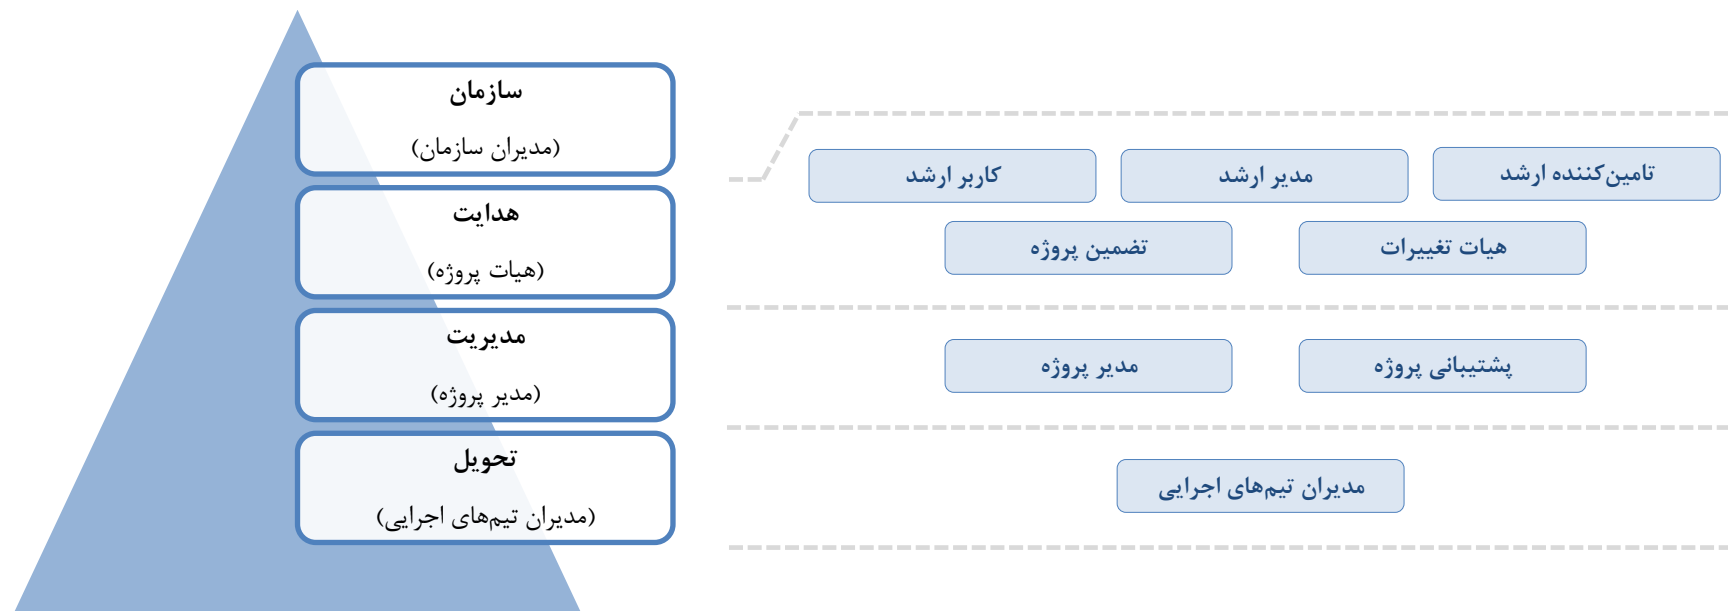 سازمان
(مدیران سازمان)
هدایت
(هیات پروژه)
مدیریت
(مدیر پروژه)
تحویل
(مدیران تیم‌های اجرایی)
تامین‌کننده ارشد
مدیر ارشد
کاربر ارشد
هیات تغییرات
تضمین پروژه
پشتیبانی پروژه
مدیر پروژه
مدیران تیم‌های اجرایی